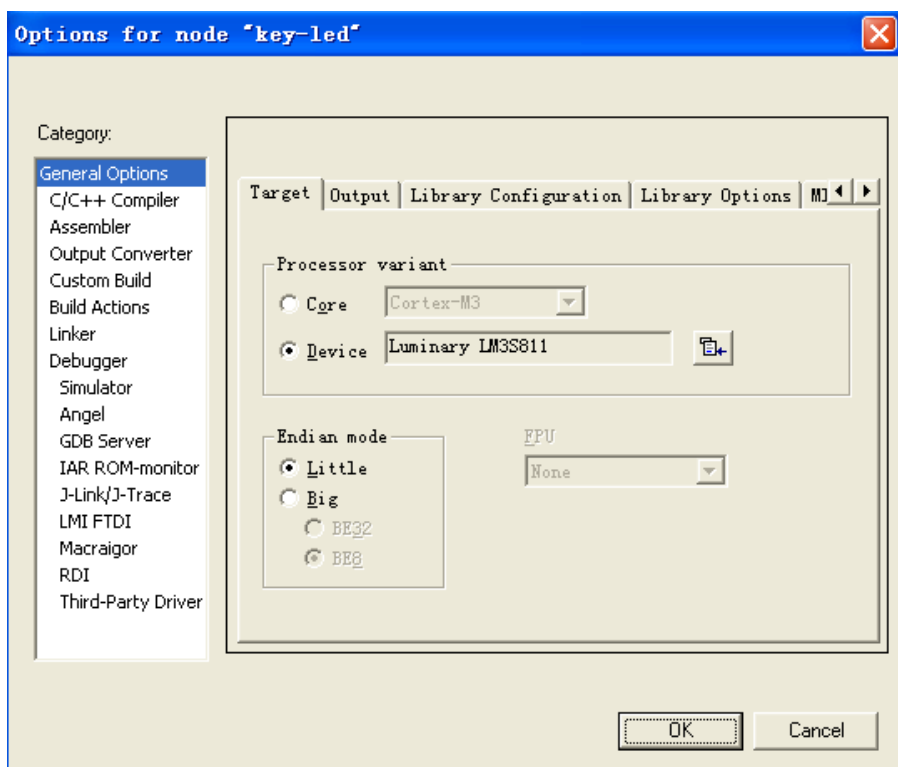 Options for node "key-led"
Category:
General Options
C/C++ Compiler
Assembler
Output Converter
Custom Build
Build Actions
Linker
Debugger
Simulator
Angel
GDB Server
IAR ROM-monitor
J-Link/J-Trace
LMI FTDI
Macraigor
RDI
Third-Party Driver
Target Output Library Configuration Library Options
Processor variant
Core Cortex-M3
Device Luminary LM3S811
Endian mode
Little
Big
BE32
BE8
FPU
None
OK Cancel